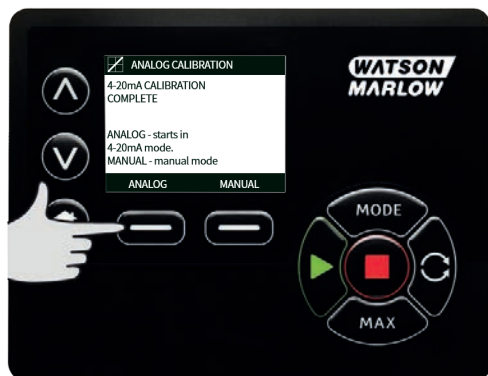 ANALOG CALIBRATION
WATSON
MARLOW
4-20mA CALIBRATION
COMPLETE
ANALOG - starts in
4-20mA mode.
MANUAL - manual mode
ANALOG MANUAL
MODE
MAX